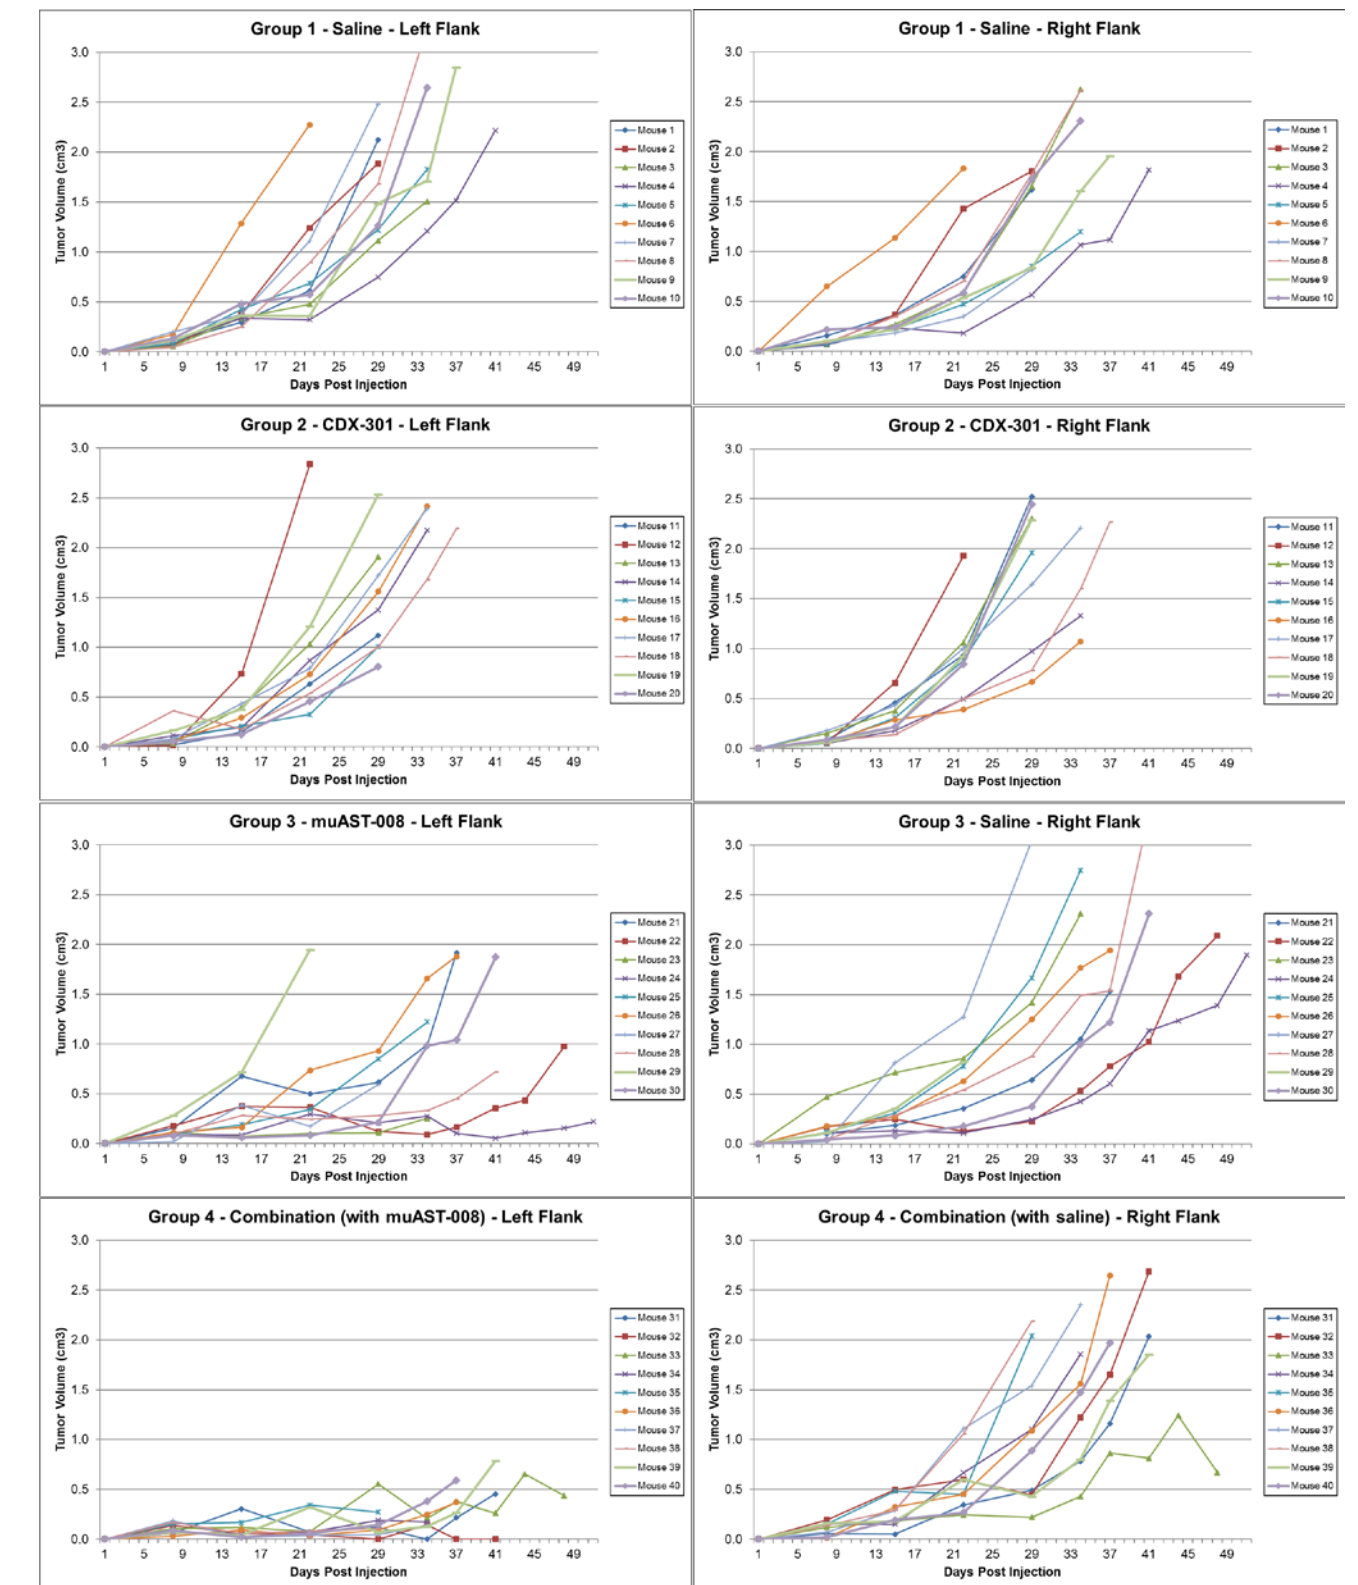 Group 1 - Saline - Left Flank
3.0
2.5
2.0
1.5
1.0
0.5
0.0
Tumor Volume (cm3)
1 5 9 13 17 21 25 29 33 37 41 45 49
Days Post Injection
Mouse 1
Mouse 2
Mouse 3
Mouse 4
Mouse 5
Mouse 6
Mouse 7
Mouse 8
Mouse 9
Mouse 10
Group 1 - Saline - Right Flank
3.0
2.5
2.0
1.5
1.0
0.5
0.0
Tumor Volume (cm3)
1 5 9 13 17 21 25 29 33 37 41 45 49
Days Post Injection
Mouse 1
Mouse 2
Mouse 3
Mouse 4
Mouse 5
Mouse 6
Mouse 7
Mouse 8
Mouse 9
Mouse 10
Group 2 - CDX-301 - Left Flank
3.0
2.5
2.0
1.5
1.0
0.5
0.0
Tumor Volume (cm3)
1 5 9 13 17 21 25 29 33 37 41 45 49
Days Post Injection
Mouse 11
Mouse 12
Mouse 13
Mouse 14
Mouse 15
Mouse 16
Mouse 17
Mouse 18
Mouse 19
Mouse 20
Group 2 - CDX-301 - Right Flank
3.0
2.5
2.0
1.5
1.0
0.5
0.0
Tumor Volume (cm3)
1 5 9 13 17 21 25 29 33 37 41 45 49
Days Post Injection
Mouse 11
Mouse 12
Mouse 13
Mouse 14
Mouse 15
Mouse 16
Mouse 17
Mouse 18
Mouse 19
Mouse 20
Group 3 - muAST-008 - Left Flank
3.0
2.5
2.0
1.5
1.0
0.5
0.0
Tumor Volume (cm3)
1 5 9 13 17 21 25 29 33 37 41 45 49
Days Post Injection
Mouse 21
Mouse 22
Mouse 23
Mouse 24
Mouse 25
Mouse 26
Mouse 27
Mouse 28
Mouse 29
Mouse 30
Group 3 - Saline - Right Flank
3.0
2.5
2.0
1.5
1.0
0.5
0.0
Tumor Volume (cm3)
1 5 9 13 17 21 25 29 33 37 41 45 49
Days Post Injection
Mouse 21
Mouse 22
Mouse 23
Mouse 24
Mouse 25
Mouse 26
Mouse 27
Mouse 28
Mouse 29
Mouse 30
Group 4 - Combination (with muAST-008) - Left Flank
3.0
2.5
2.0
1.5
1.0
0.5
0.0
Tumor Volume (cm3)
1 5 9 13 17 21 25 29 33 37 41 45 49
Days Post Injection
Mouse 31
Mouse 32
Mouse 33
Mouse 34
Mouse 35
Mouse 36
Mouse 37
Mouse 38
Mouse 39
Mouse 40
Group 4 - Combination (with saline) - Right Flank
3.0
2.5
2.0
1.5
1.0
0.5
0.0
Tumor Volume (cm3)
1 5 9 13 17 21 25 29 33 37 41 45 49
Days Post Injection
Mouse 31
Mouse 32
Mouse 33
Mouse 34
Mouse 35
Mouse 36
Mouse 37
Mouse 38
Mouse 39
Mouse 40